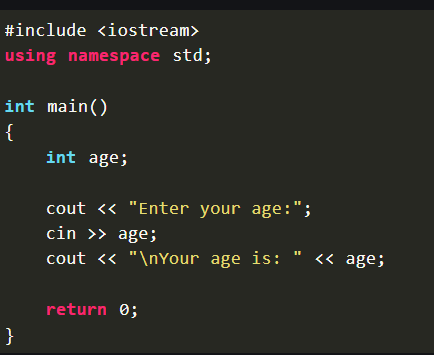 #include <iostream>
using namespace std;
int main()
{
    int age;
    cout << "Enter your age:";
    cin >> age;
    cout << "\nYour age is: " << age;
    return 0;
}